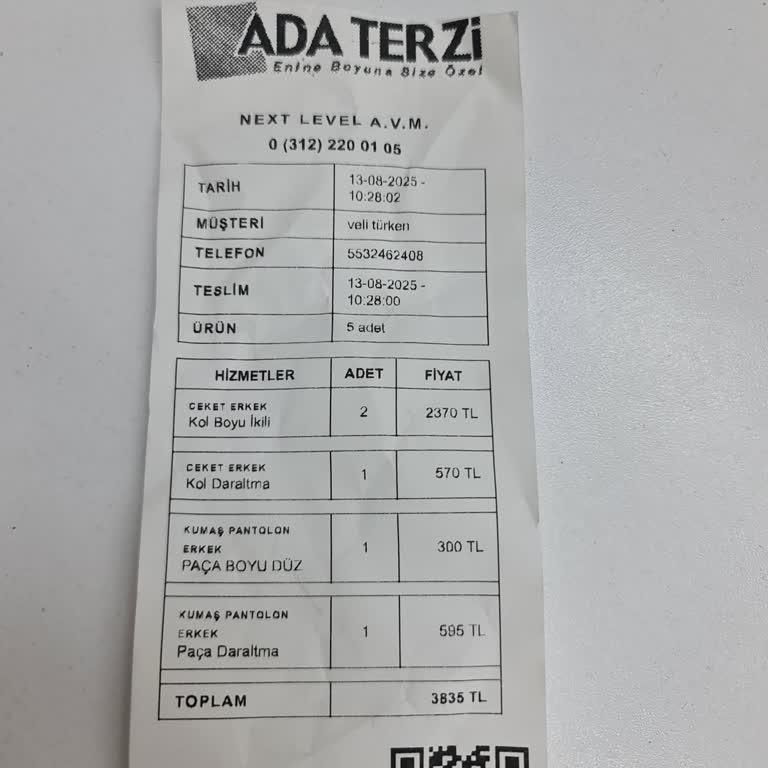 ADA TERZİ
Enine Boyuna Size Özel
NEXT LEVEL A.V.M.
0 (312) 220 01 05
TARİH 13-08-2025 -
10:28:02
MÜŞTERİ veli türken
TELEFON 5532462408
TESLİM 13-08-2025 -
10:28:00
ÜRÜN 5 adet
HİZMETLER ADET FİYAT
CEKET ERKEK
Kol Boyu İkili 2 2370 TL
CEKET ERKEK
Kol Daraltma 1 570 TL
KUMAŞ PANTOLON
ERKEK 1 300 TL
PAÇA BOYU DÜZ
KUMAŞ PANTOLON
ERKEK 1 595 TL
Paça Daraltma
TOPLAM 3835 TL